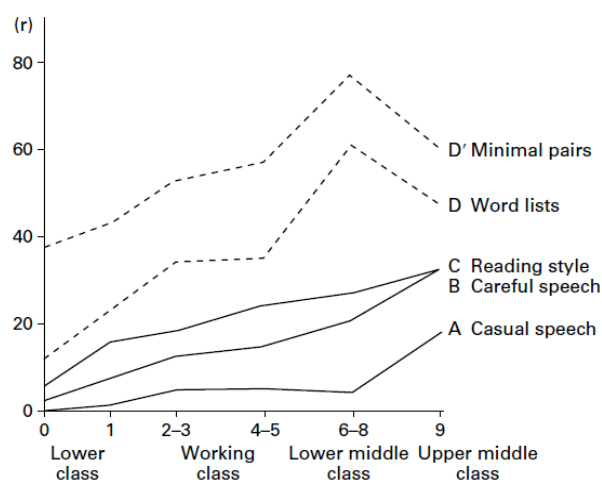 (r)
80
60
40
20
0
D′ Minimal pairs
D Word lists
C Reading style
B Careful speech
A Casual speech
0 1 2–3 4–5 6–8 9
Lower Working Lower middle Upper middle
class class class class